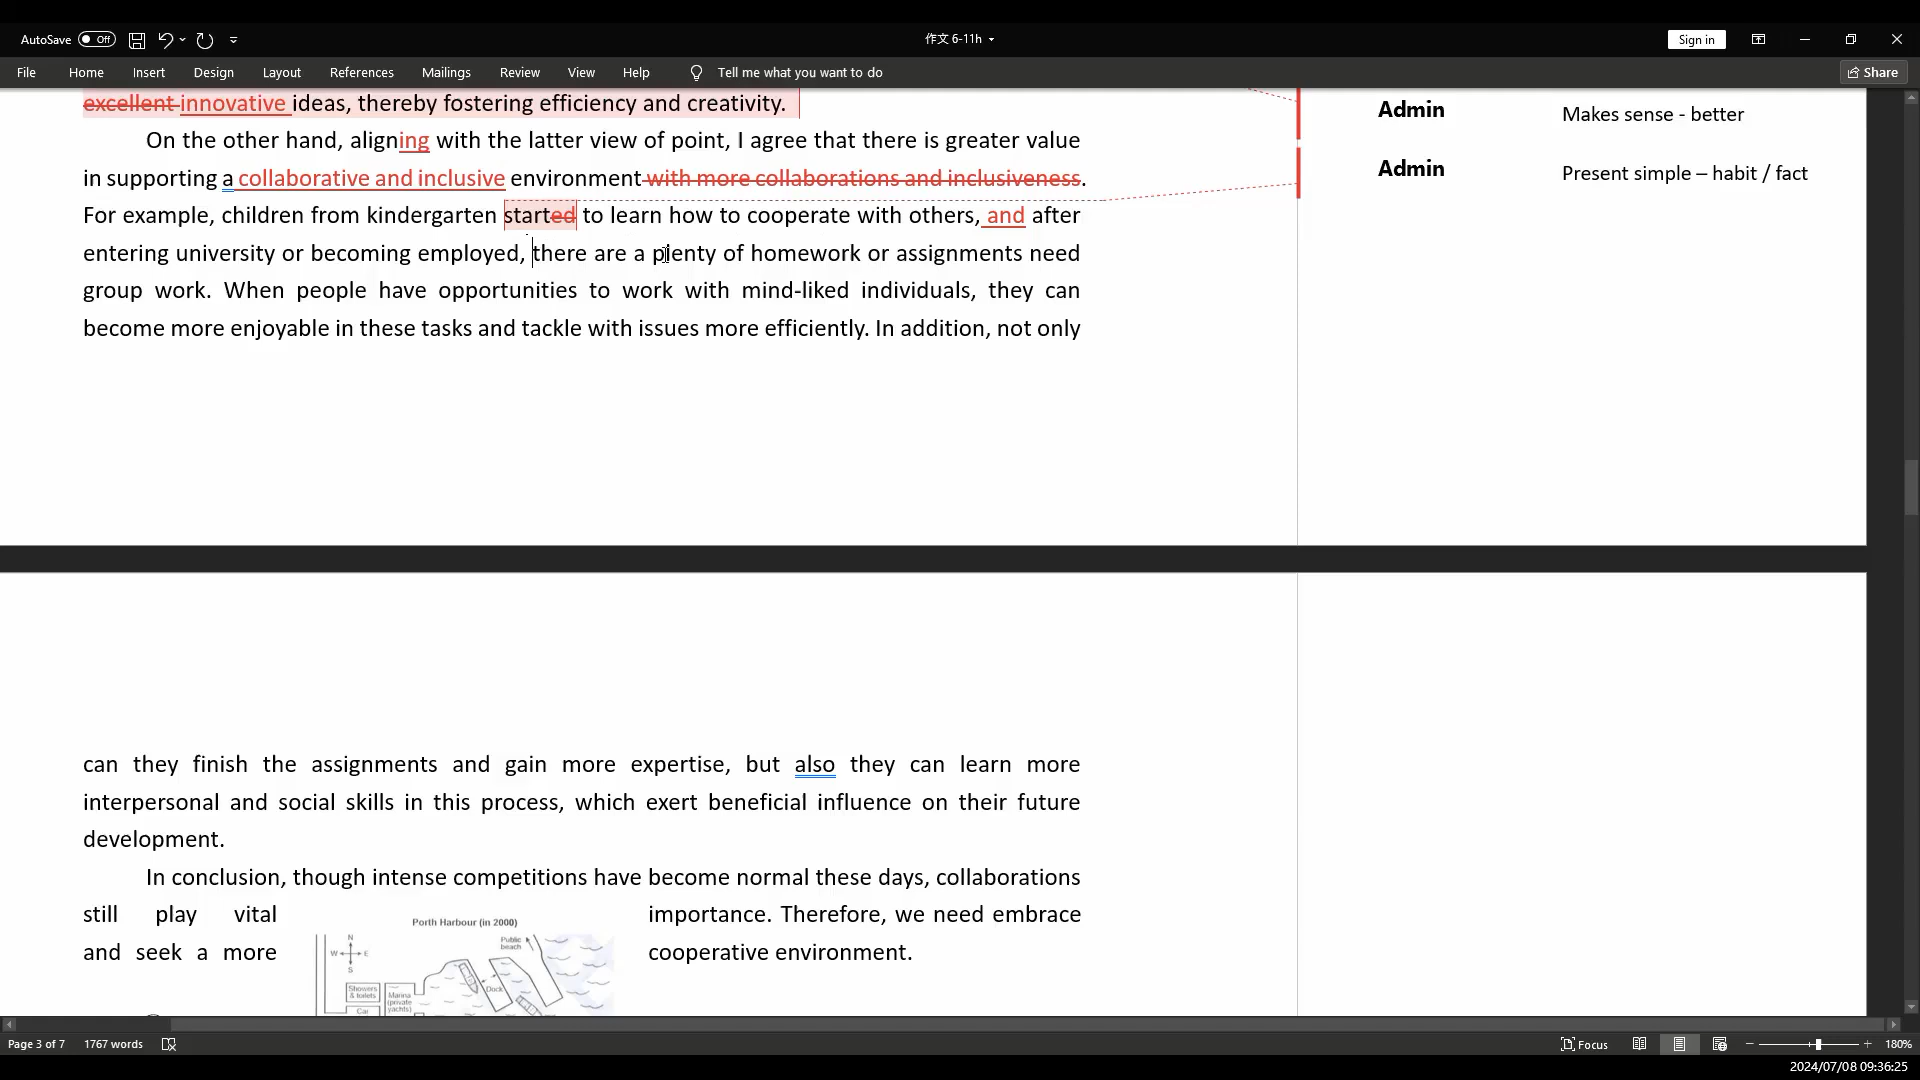 AutoSave Off
作文 6-11h
Sign in
File Home Insert Design Layout References Mailings Review View Help Tell me what you want to do Share
excellent innovative ideas, thereby fostering efficiency and creativity.
Admin Makes sense - better
On the other hand, aligning with the latter view of point, I agree that there is greater value
in supporting a collaborative and inclusive environment with more collaborations and inclusiveness.
Admin Present simple – habit / fact
For example, children from kindergarten started to learn how to cooperate with others, and after
entering university or becoming employed, there are a plenty of homework or assignments need
group work. When people have opportunities to work with mind-liked individuals, they can
become more enjoyable in these tasks and tackle with issues more efficiently. In addition, not only
can they finish the assignments and gain more expertise, but also they can learn more
interpersonal and social skills in this process, which exert beneficial influence on their future
development.
In conclusion, though intense competitions have become normal these days, collaborations
still play vital importance. Therefore, we need embrace
and seek a more cooperative environment.
Porth Harbour (in 2000)
N
W E
S
Public
beach
Dock
Showers
& toilets
Marina
(private
yachts)
Car
Page 3 of 7 1767 words Focus 180%
2024/07/08 09:36:25